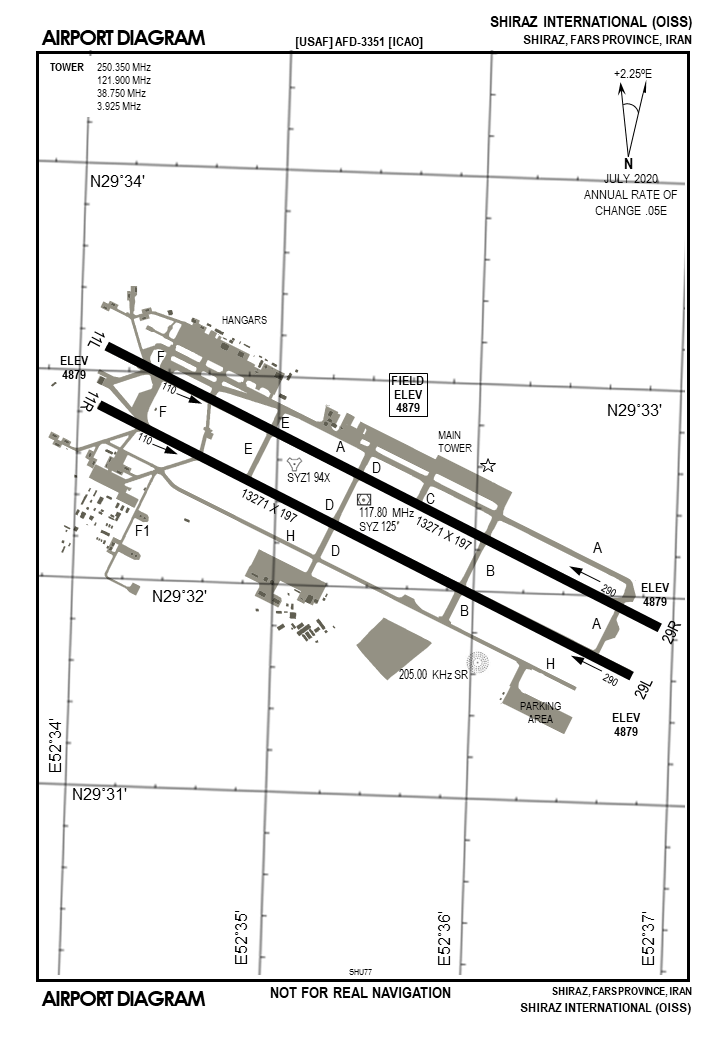 SHIRAZ INTERNATIONAL (OISS)
AIRPORT DIAGRAM
[USAF] AFD-3351 [ICAO]
SHIRAZ, FARS PROVINCE, IRAN
TOWER 250.350 MHz
121.900 MHz
38.750 MHz
3.925 MHz
+2.25ºE
N
JULY 2020
ANNUAL RATE OF
CHANGE .05E
N29°34'
HANGARS
11L
ELEV
4879
F
110
11R
F
110
FIELD
ELEV
4879
N29°33'
E
A
MAIN
TOWER
E
D
SYZ1 94X
13271 X 197
C
D
117.80 MHz
SYZ 125°
13271 X 197
F1
H
D
A
B
290
ELEV
4879
N29°32'
B
A
29R
H
205.00 KHz SR
290
29L
PARKING
AREA
ELEV
4879
E52°34'
N29°31'
E52°35'
E52°36'
E52°37'
SHU77
AIRPORT DIAGRAM
NOT FOR REAL NAVIGATION
SHIRAZ, FARS PROVINCE, IRAN
SHIRAZ INTERNATIONAL (OISS)